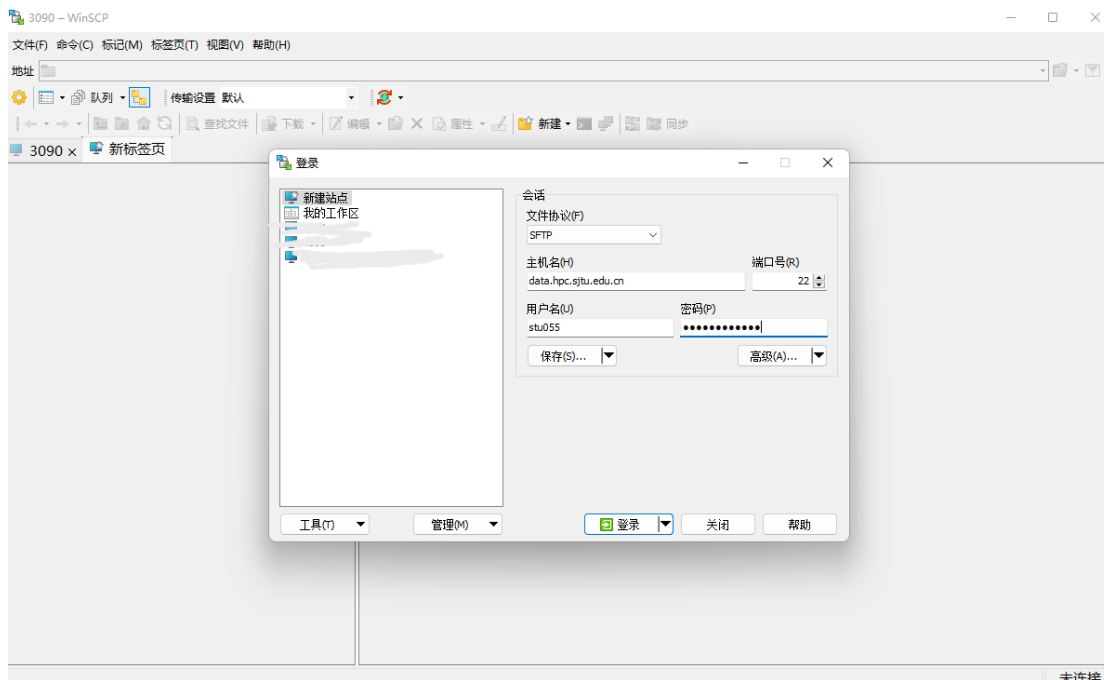 3090 – WinSCP
文件(F) 命令(C) 标记(M) 标签页(T) 视图(V) 帮助(H)
地址
队列 传输设置 默认
查找文件 下载 编辑 属性 新建 同步
3090 × 新标签页
登录
新建站点
我的工作区
会话
文件协议(F)
SFTP
主机名(H) 端口号(R)
data.hpc.sjtu.edu.cn 22
用户名(U) 密码(P)
stu055 ●●●●●●●●●●●●
保存(S)... 高级(A)...
工具(T) 管理(M) 登录 关闭 帮助
未连接